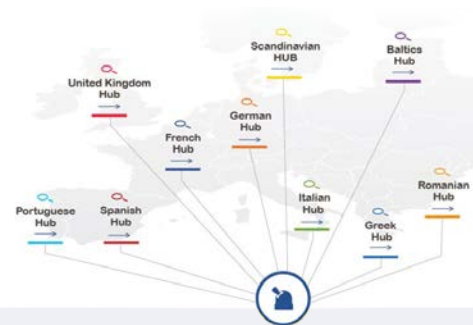 Scandinavian
HUB
Baltics
Hub
United Kingdom
Hub
German
Hub
French
Hub
Romanian
Hub
Portuguese
Hub
Spanish
Hub
Italian
Hub
Greek
Hub